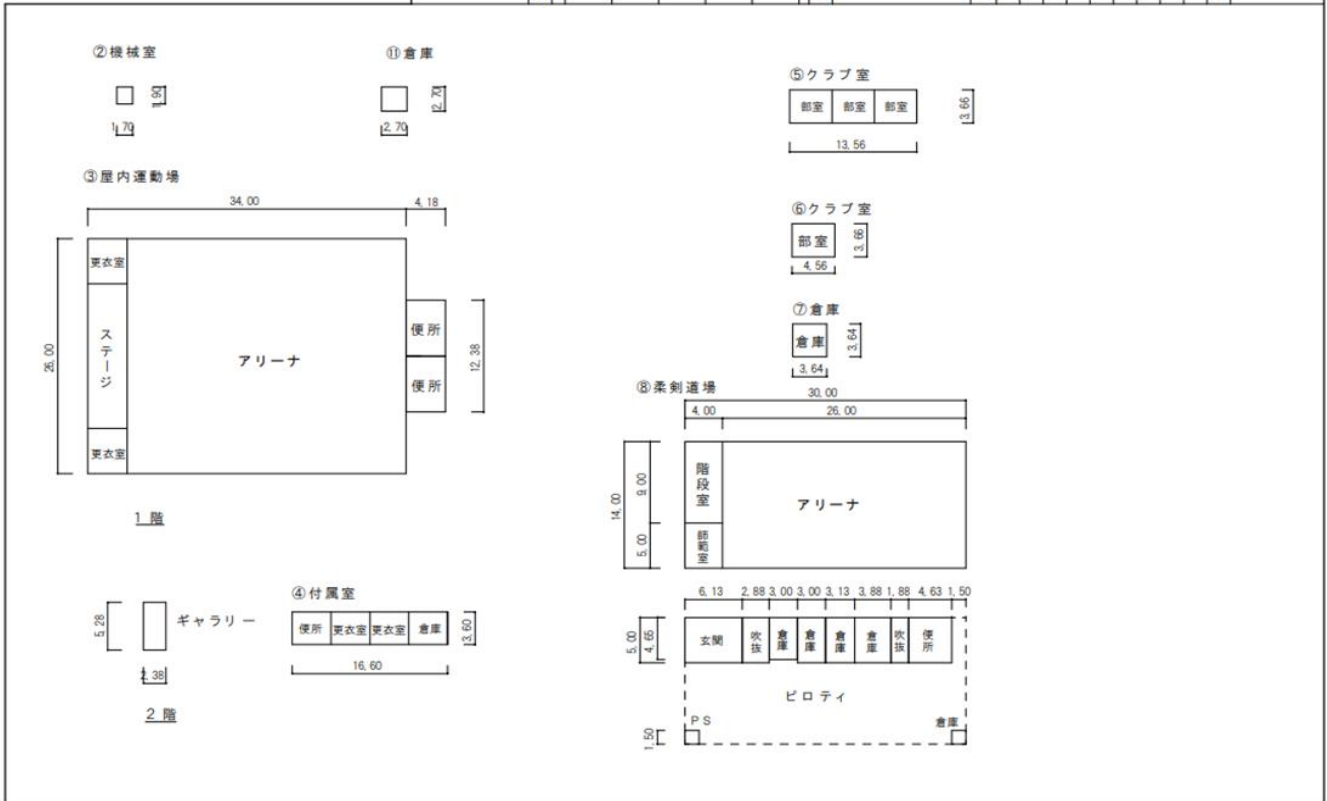 ②機械室
1,90
1,70
⑪倉庫
2,70
2,70
③屋内運動場
34,00
4,18
26,00
更衣室
ステージ
更衣室
アリーナ
便所
便所
12,38
1 階
5,28
ギャラリー
2,38
2 階
④付属室
便所
更衣室
更衣室
倉庫
3,60
16,60
⑤クラブ室
部室
部室
部室
3,66
13,56
⑥クラブ室
部室
3,66
4,56
⑦倉庫
倉庫
3,64
3,64
⑧柔剣道場
30,00
4,00
26,00
14,00
9,00
5,00
階段室
師範室
アリーナ
6,13
2,88
3,00
3,00
3,13
3,88
1,88
4,63
1,50
5,00
4,65
玄関
吹抜
倉庫
倉庫
倉庫
倉庫
吹抜
便所
ピロティ
PS
倉庫
1,50